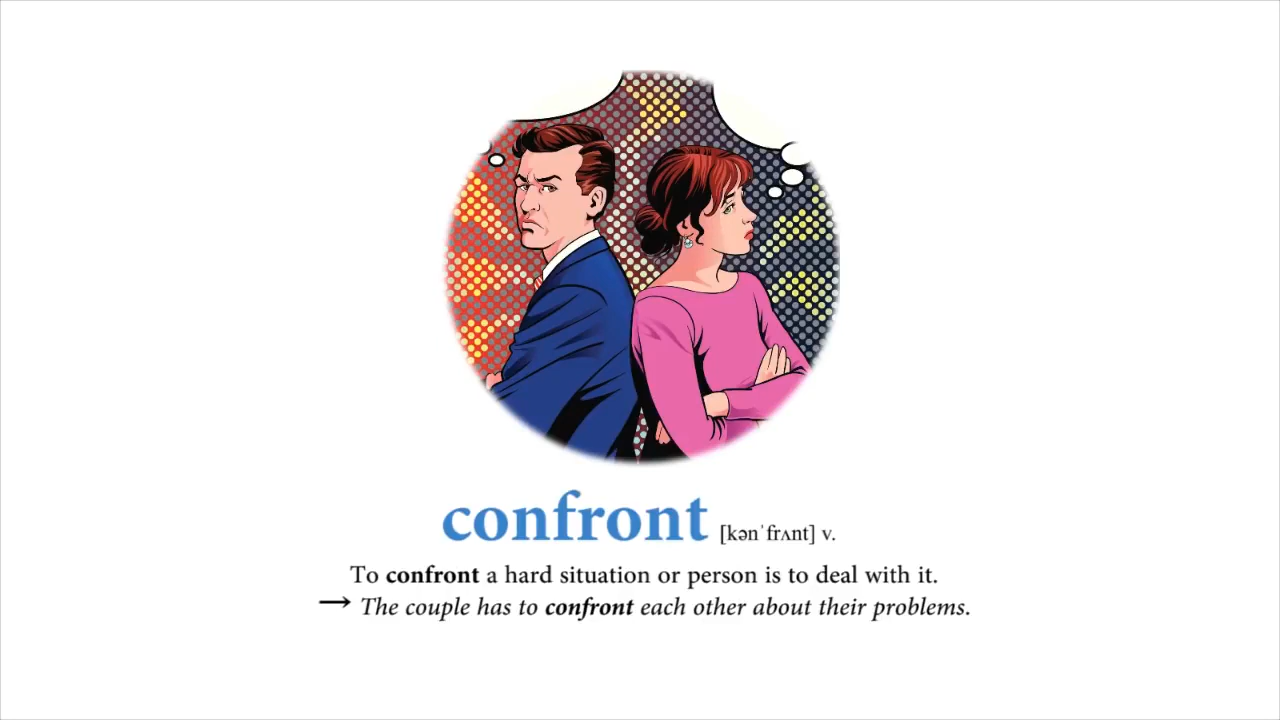 confront [kənˈfrʌnt] v.
To confront a hard situation or person is to deal with it.
→ The couple has to confront each other about their problems.